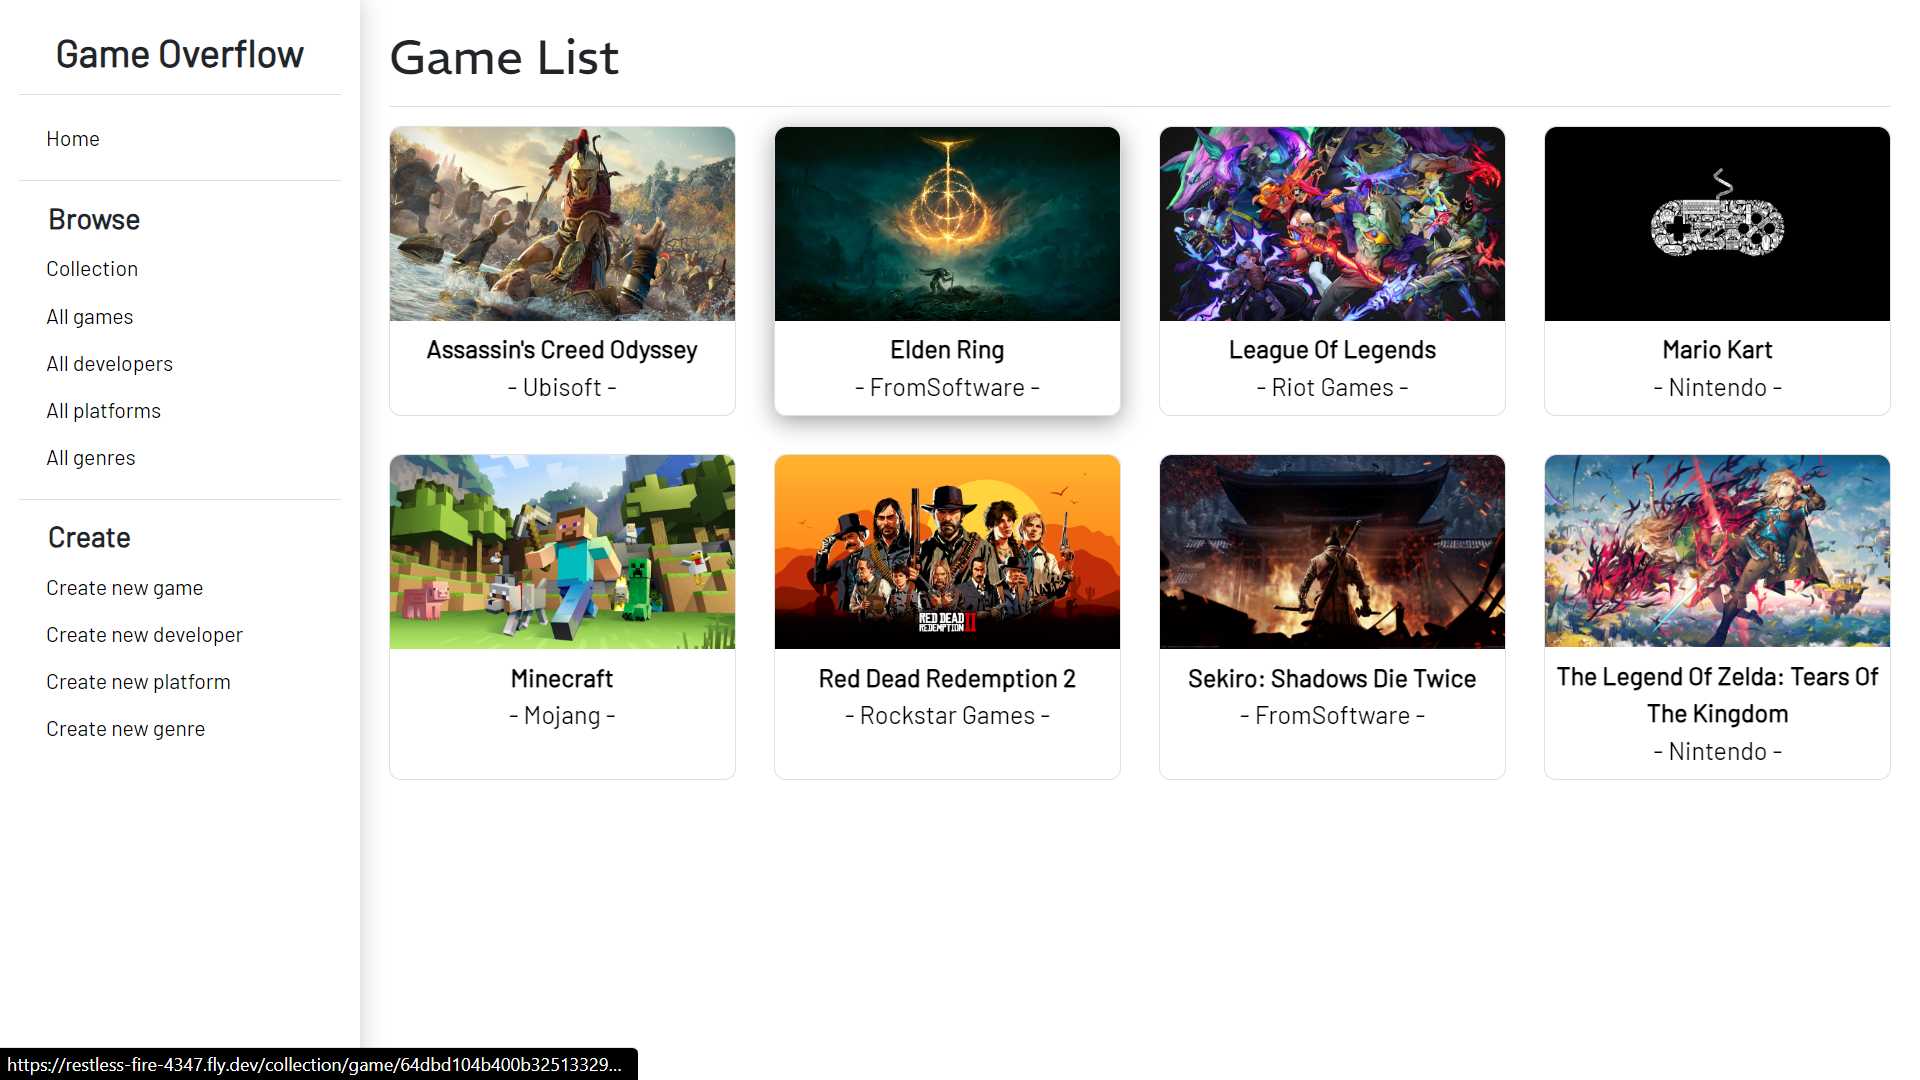 Game Overflow
Home
Browse
Collection
All games
All developers
All platforms
All genres
Create
Create new game
Create new developer
Create new platform
Create new genre
Game List
Assassin's Creed Odyssey
- Ubisoft -
Elden Ring
- FromSoftware -
League Of Legends
- Riot Games -
Mario Kart
- Nintendo -
Minecraft
- Mojang -
RED DEAD
REDEMPTION II
Red Dead Redemption 2
- Rockstar Games -
Sekiro: Shadows Die Twice
- FromSoftware -
The Legend Of Zelda: Tears Of
The Kingdom
- Nintendo -
https://restless-fire-4347.fly.dev/collection/game/64dbd104b400b32513329...